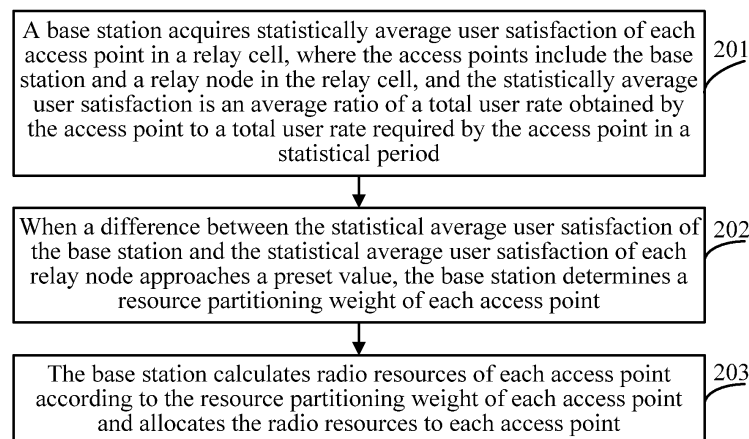 A base station acquires statistically average user satisfaction of each
access point in a relay cell, where the access points include the base
station and a relay node in the relay cell, and the statistically average
user satisfaction is an average ratio of a total user rate obtained by
the access point to a total user rate required by the access point in a
statistical period
201
When a difference between the statistical average user satisfaction of
the base station and the statistical average user satisfaction of each
relay node approaches a preset value, the base station determines a
resource partitioning weight of each access point
202
The base station calculates radio resources of each access point
according to the resource partitioning weight of each access point
and allocates the radio resources to each access point
203